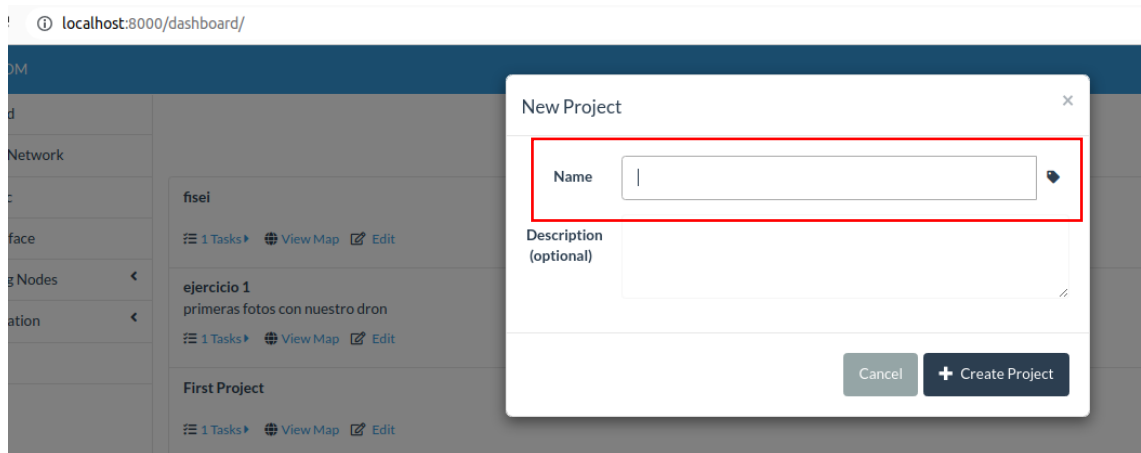 localhost:8000/dashboard/
DM
New Project
×
d
Network
Name
fisei
face
1 Tasks View Map Edit
Description
(optional)
g Nodes
ejercicio 1
primeras fotos con nuestro dron
ation
1 Tasks View Map Edit
Cancel
Create Project
First Project
1 Tasks View Map Edit